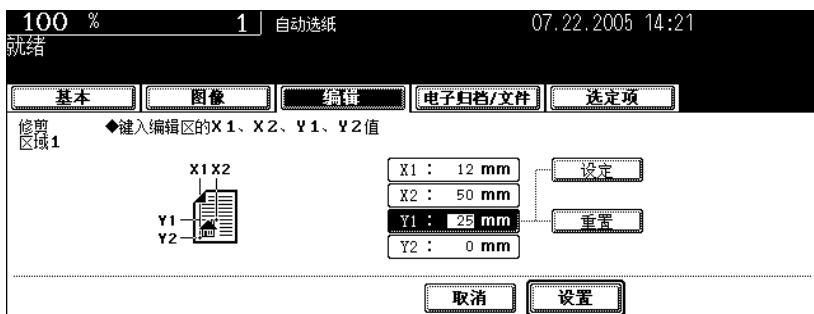 100 % 1 自动选纸 07.22.2005 14:21
就绪
基本 图像 编辑 电子归档/文件 选定项
修剪 ◆键入编辑区的X1、X2、Y1、Y2值
区域1
X1 X2
Y1
Y2
X1： 12 mm 设定
X2： 50 mm
Y1： 25 mm 重置
Y2： 0 mm
取消 设置